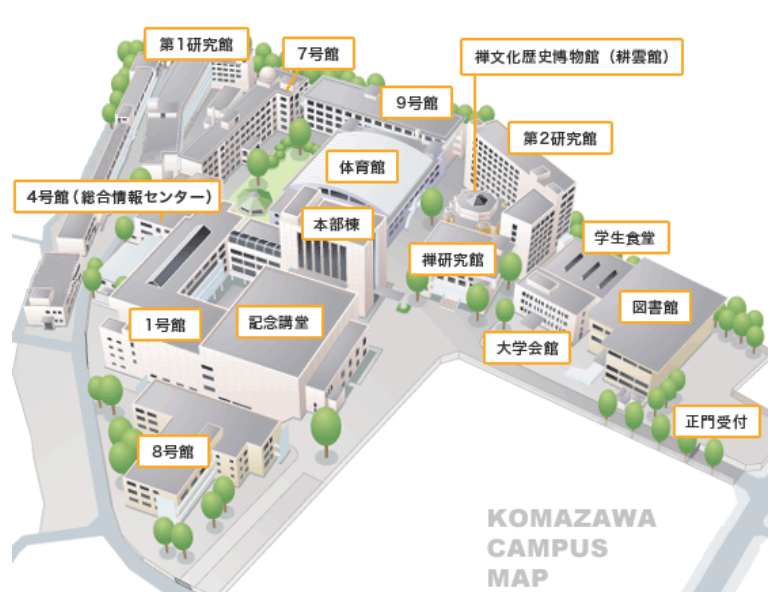 第1研究館
7号館
禅文化歴史博物館（耕雲館）
9号館
第2研究館
体育館
4号館（総合情報センター）
本部棟
学生食堂
禅研究館
図書館
1号館
記念講堂
大学会館
正門受付
8号館
KOMAZAWA
CAMPUS
MAP